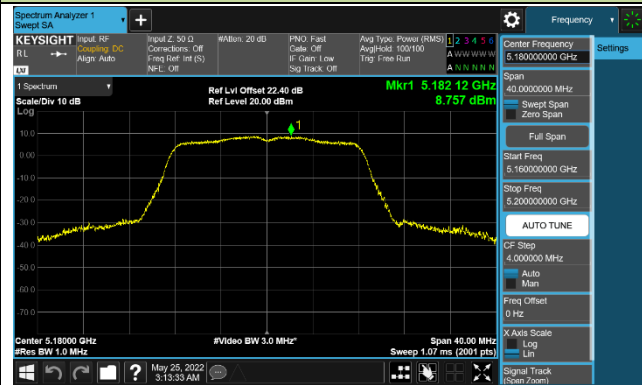 Spectrum Analyzer 1
Swept SA
Frequency
KEYSIGHT
RL
LXI
Input: RF
Coupling: DC
Align: Auto
Input Z: 50 Ω
Corrections: Off
Freq Ref: Int (S)
NFE: Off
#Atten: 20 dB
PNO: Fast
Gate: Off
IF Gain: Low
Sig Track: Off
Avg Type: Power (RMS)
Avg|Hold: 100/100
Trig: Free Run
1 2 3 4 5 6
A W W W W W
A N N N N N
1 Spectrum
Scale/Div 10 dB
Log
Ref Lvl Offset 22.40 dB
Ref Level 20.00 dBm
Mkr1 5.182 12 GHz
8.757 dBm
1
10.0
0.00
-10.0
-20.0
-30.0
-40.0
-50.0
-60.0
-70.0
Center 5.18000 GHz
#Res BW 1.0 MHz
#Video BW 3.0 MHz*
Span 40.00 MHz
Sweep 1.07 ms (2001 pts)
May 25, 2022
3:13:33 AM
Center Frequency
5.180000000 GHz
Settings
Span
40.0000000 MHz
Swept Span
Zero Span
Full Span
Start Freq
5.160000000 GHz
Stop Freq
5.200000000 GHz
AUTO TUNE
CF Step
4.000000 MHz
Auto
Man
Freq Offset
0 Hz
X Axis Scale
Log
Lin
Signal Track
(Span Zoom)